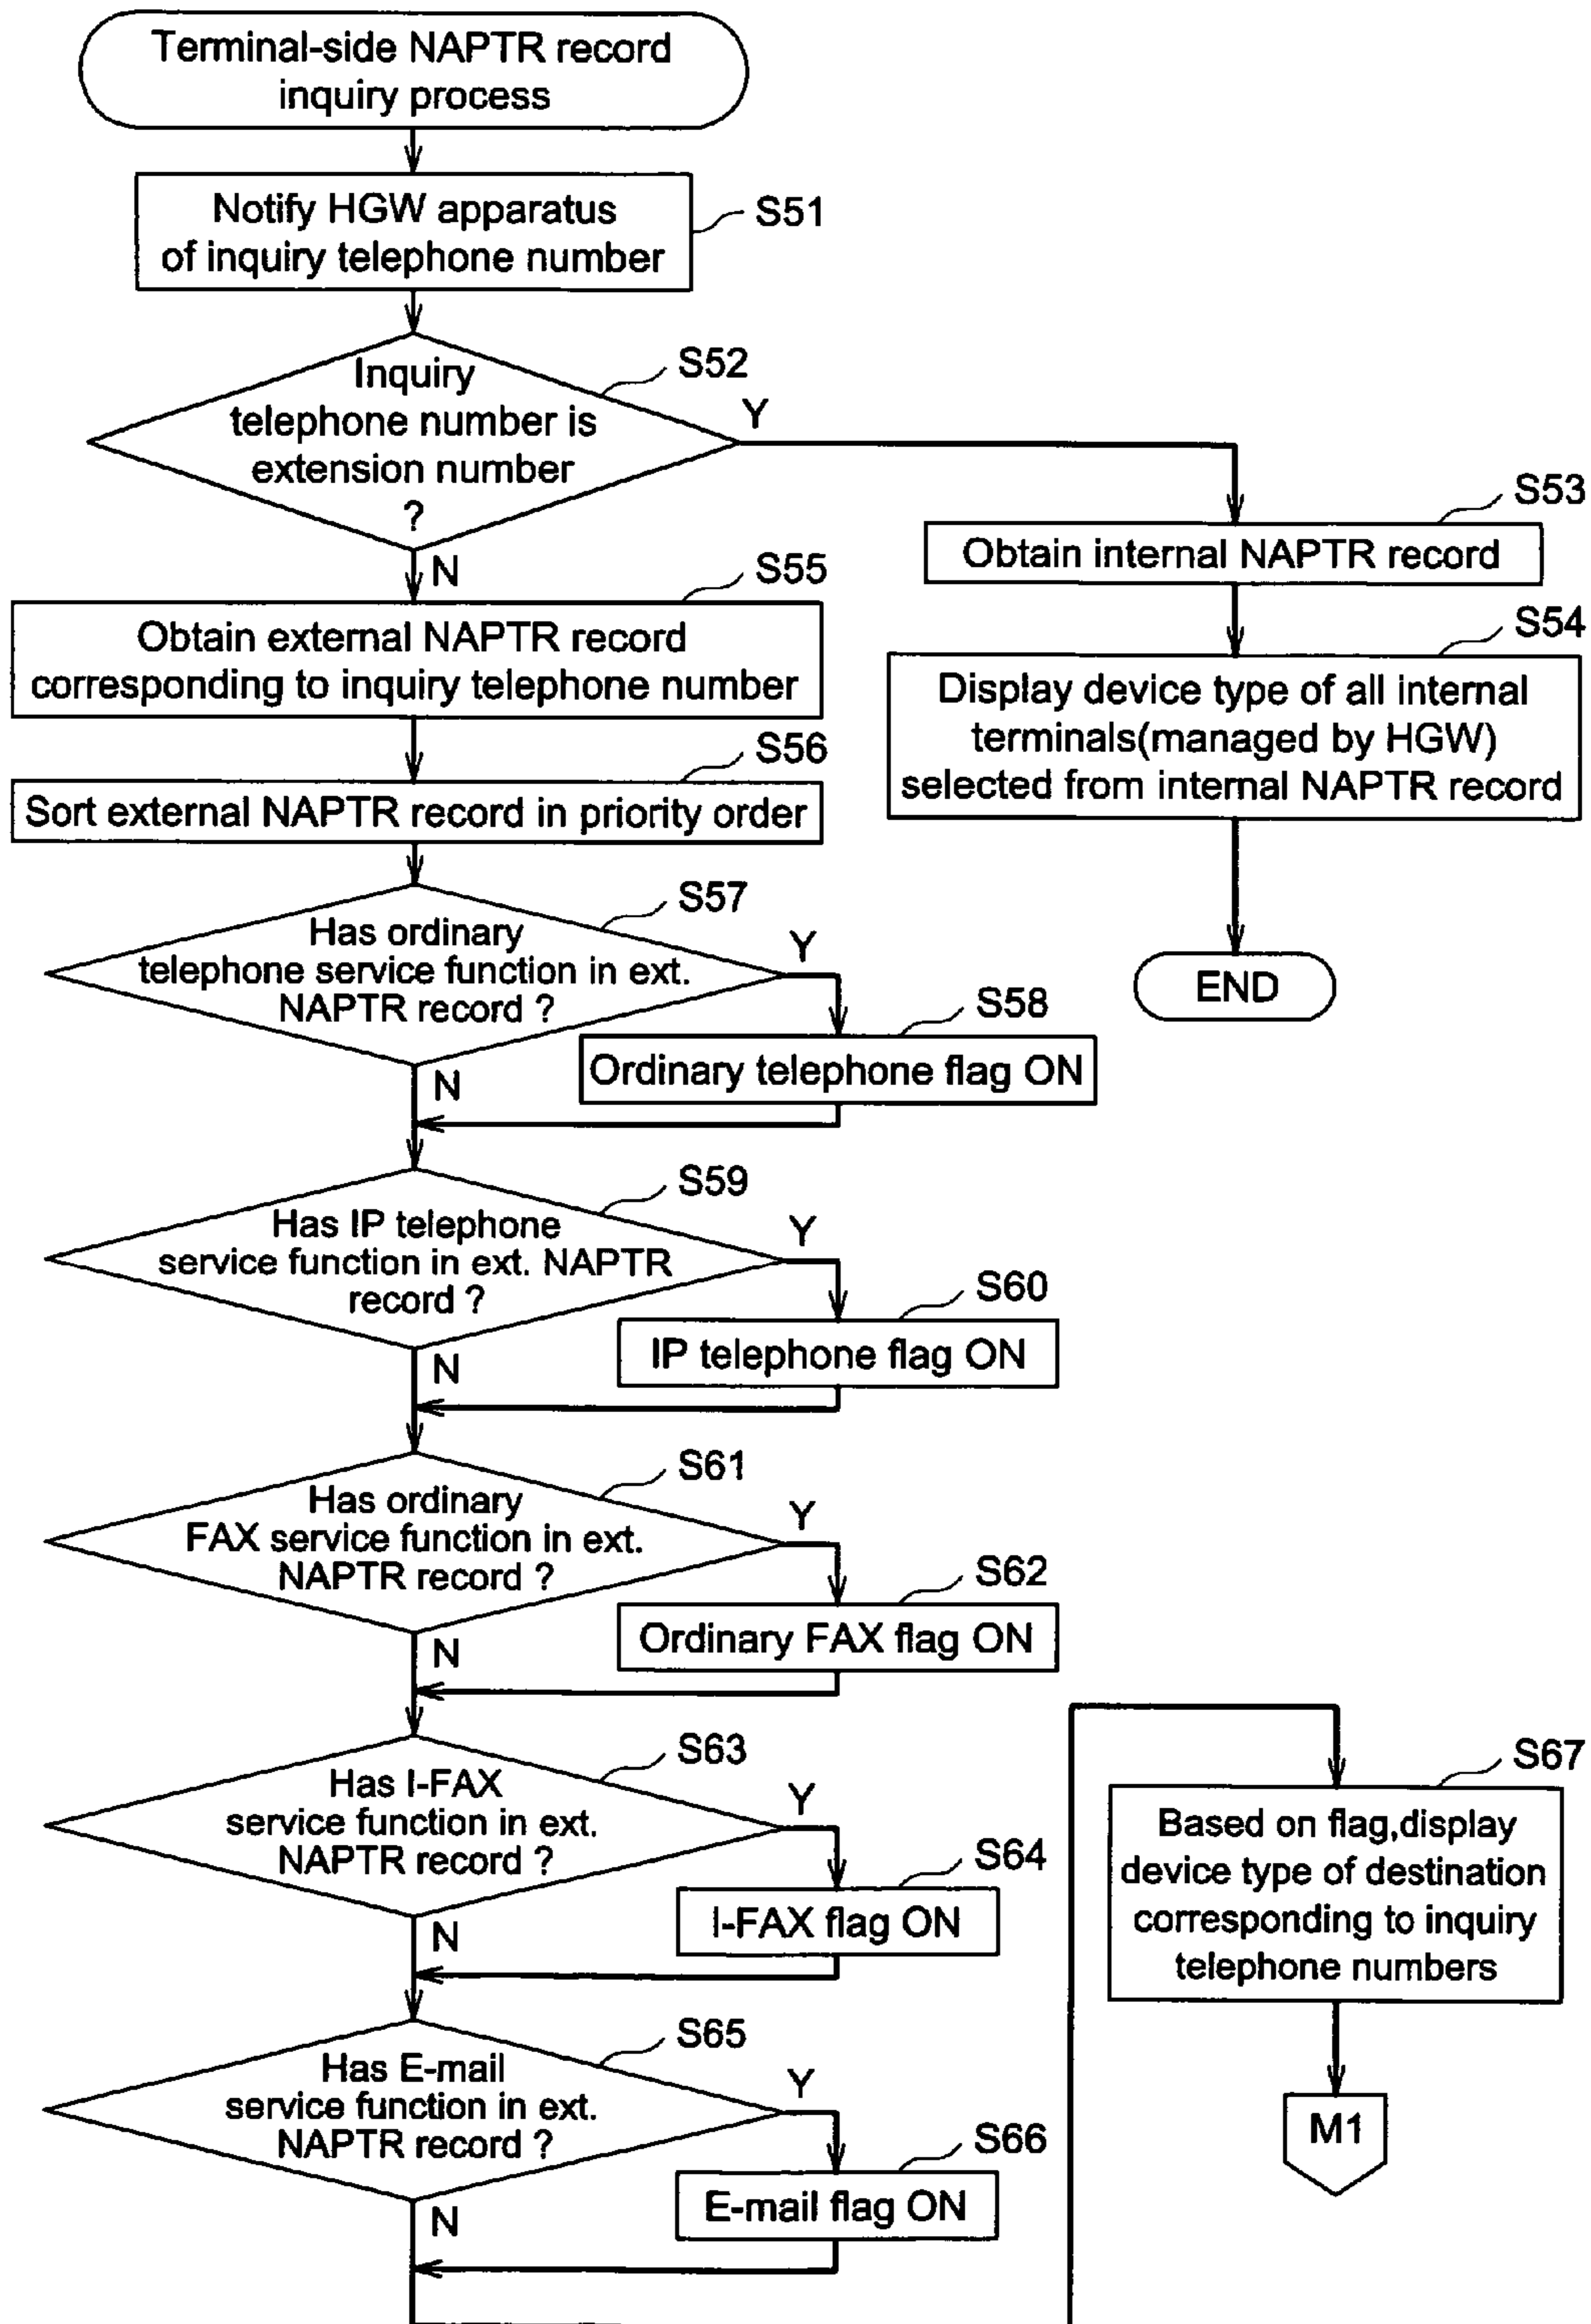 Terminal-side NAPTR record
inquiry process
Notify HGW apparatus
of inquiry telephone number
S51
Inquiry
telephone number is
extension number
?
S52
Y
N
S53
Obtain internal NAPTR record
S54
Display device type of all internal
terminals(managed by HGW)
selected from internal NAPTR record
END
S55
Obtain external NAPTR record
corresponding to inquiry telephone number
S56
Sort external NAPTR record in priority order
S57
Has ordinary
telephone service function in ext.
NAPTR record ?
Y
N
S58
Ordinary telephone flag ON
S59
Has IP telephone
service function in ext. NAPTR
record ?
Y
N
S60
IP telephone flag ON
S61
Has ordinary
FAX service function in ext.
NAPTR record ?
Y
N
S62
Ordinary FAX flag ON
S63
Has I-FAX
service function in ext.
NAPTR record ?
Y
N
S64
I-FAX flag ON
S65
Has E-mail
service function in ext.
NAPTR record ?
Y
N
S66
E-mail flag ON
S67
Based on flag,display
device type of destination
corresponding to inquiry
telephone numbers
M1